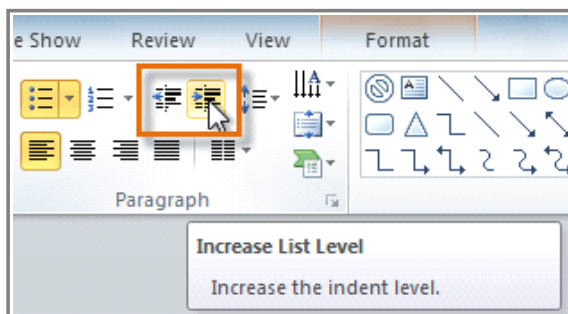 e Show Review View Format
Paragraph
Increase List Level
Increase the indent level.